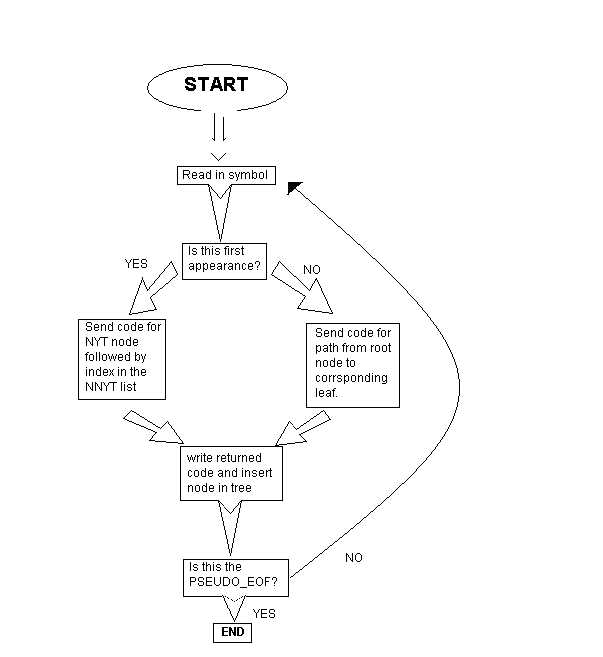 START
Read in symbol
Is this first
appearance?
YES
NO
Send code for
NYT node
followed by
index in the
NNYT list
Send code for
path from root
node to
corrsponding
leaf.
write returned
code and insert
node in tree
Is this the
PSEUDO_EOF?
NO
YES
END